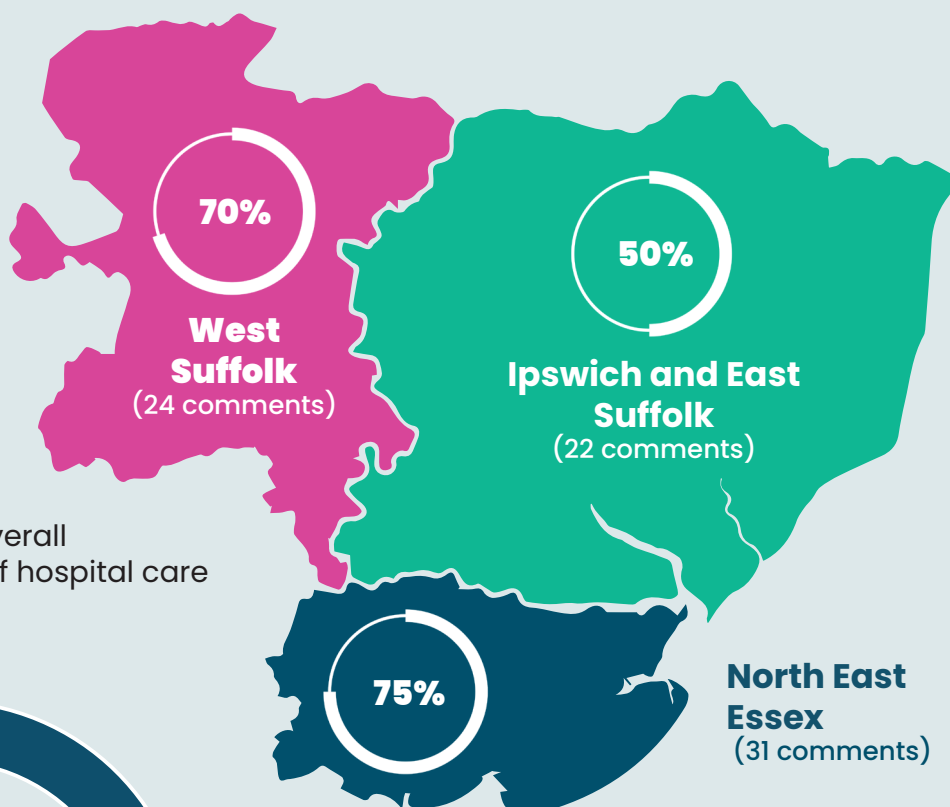 70%
West
Suffolk
(24 comments)
50%
Ipswich and East
Suffolk
(22 comments)
hospital care
75%
North East
Essex
(31 comments)